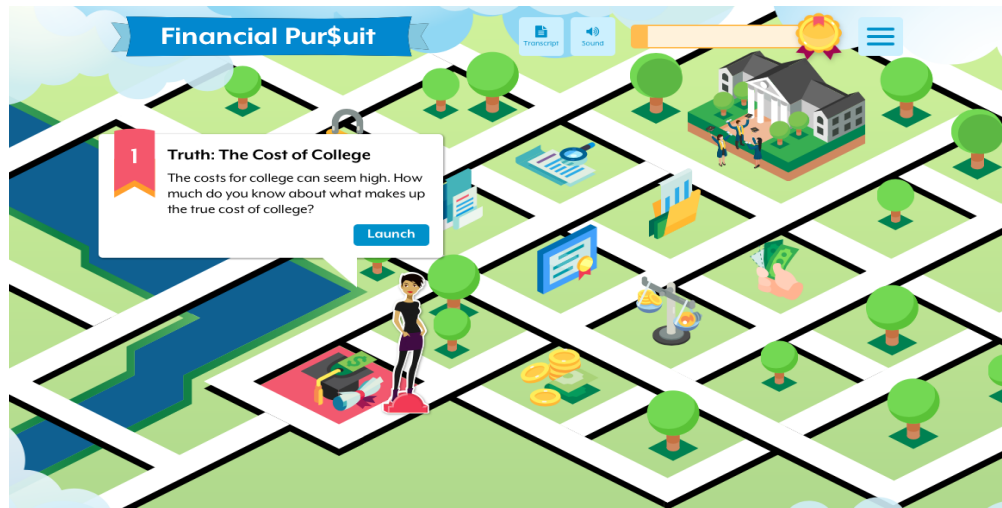 Financial Pur$uit
Transcript
Sound
1
Truth: The Cost of College
The costs for college can seem high. How
much do you know about what makes up
the true cost of college?
Launch
$